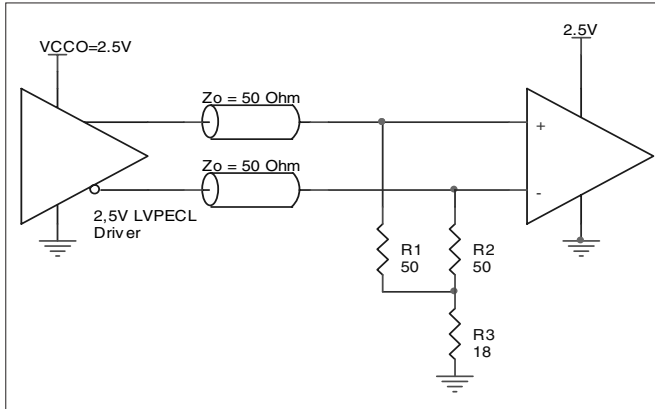 VCCO=2.5V
2.5V
Zo = 50 Ohm
+
Zo = 50 Ohm
-
2,5V LVPECL
Driver
R1
50
R2
50
R3
18